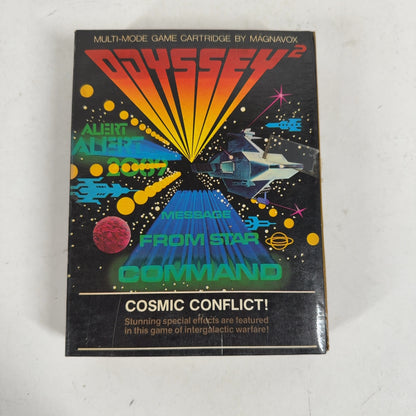 MULTI-MODE GAME CARTRIDGE BY MAGNAVOX
ODYSSEY²
ALERT
ALERT
2009
MESSAGE
FROM STAR
COMMAND
COSMIC CONFLICT!
Stunning special effects are featured
in this game of intergalactic warfare!